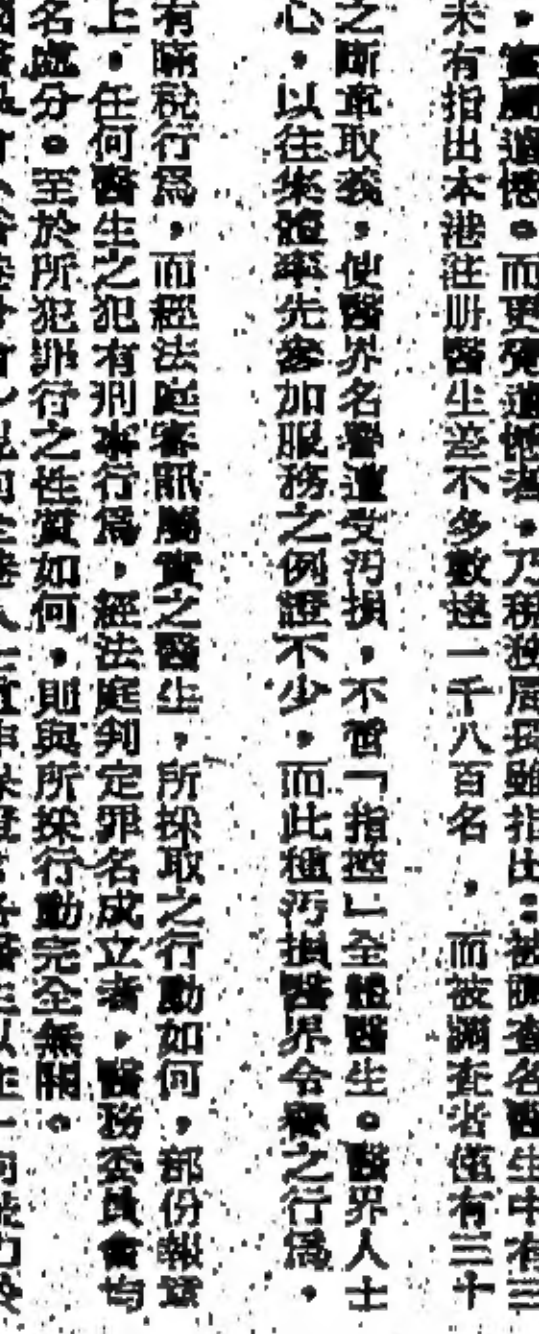 屬遺憾。而更殊遺憾者,乃稅務局長雖指出:被調查名醫生中有三
未有指出本港注册醫生差不多數達一千八百名,而被調查者僅有三十
之斷章取義,使醫界名譽遭受汚損,不啻「指控」全體醫生。醫界人士
心,以往集體率先參加服務之例證不少,而此種汚損醫界令譽之行爲,
有瞞稅行爲,而經法庭審訊屬實之醫生,所採取之行動如何,部份報章
上,任何醫生之犯有刑事行爲,經法庭判定罪名成立者,醫務委員會均
名處分。至於所犯罪行之性質如何,則與所採行動完全無關。